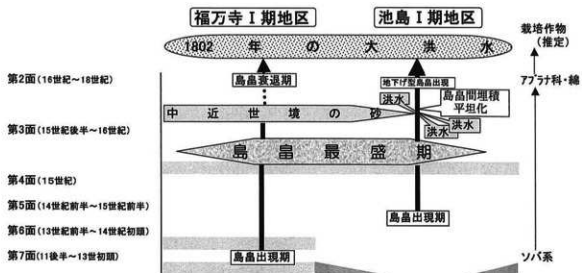 福万寺Ⅰ期地区
池島Ⅰ期地区
栽培作物
(推定)
1802年の大洪水
第2面(16世紀～18世紀)
島畠衰退期
地下げ型島畠出現
アブラナ科・綿
洪水
島畠間埋積
平坦化
中近世境の砂
洪水
洪水
第3面(15世紀後半～16世紀)
島畠最盛期
第4面(15世紀)
第5面(14世紀前半～15世紀前半)
島畠出現期
第6面(13世紀前半～14世紀初頭)
第7面(11後半～13世初頭)
島畠出現期
ソバ系